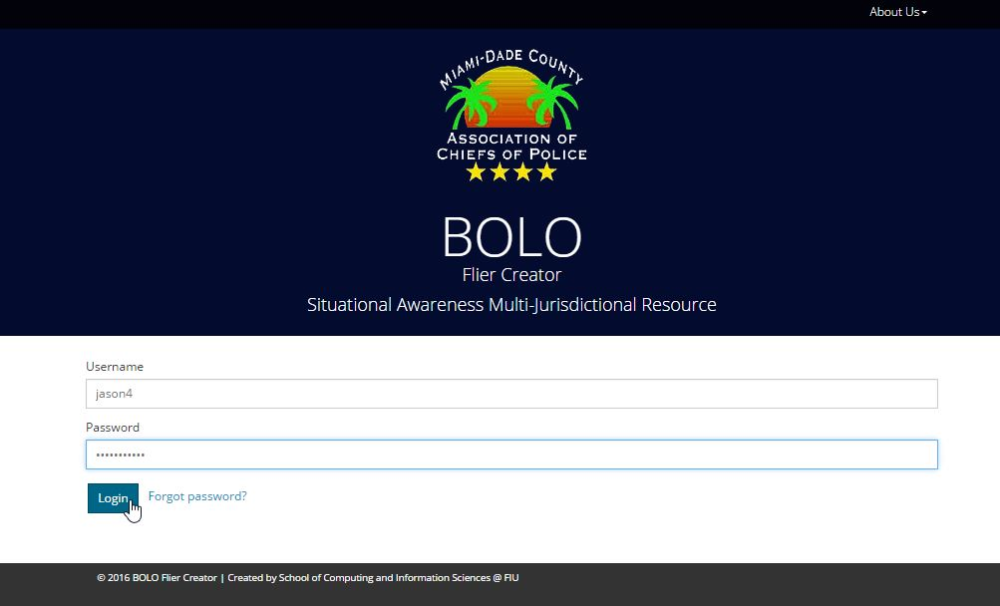 About Us
MIAMI-DADE COUNTY
ASSOCIATION OF
CHIEFS OF POLICE
BOLO
Flier Creator
Situational Awareness Multi-Jurisdictional Resource
Username
jason4
Password
•••••••••••
Login Forgot password?
© 2016 BOLO Flier Creator | Created by School of Computing and Information Sciences @ FIU